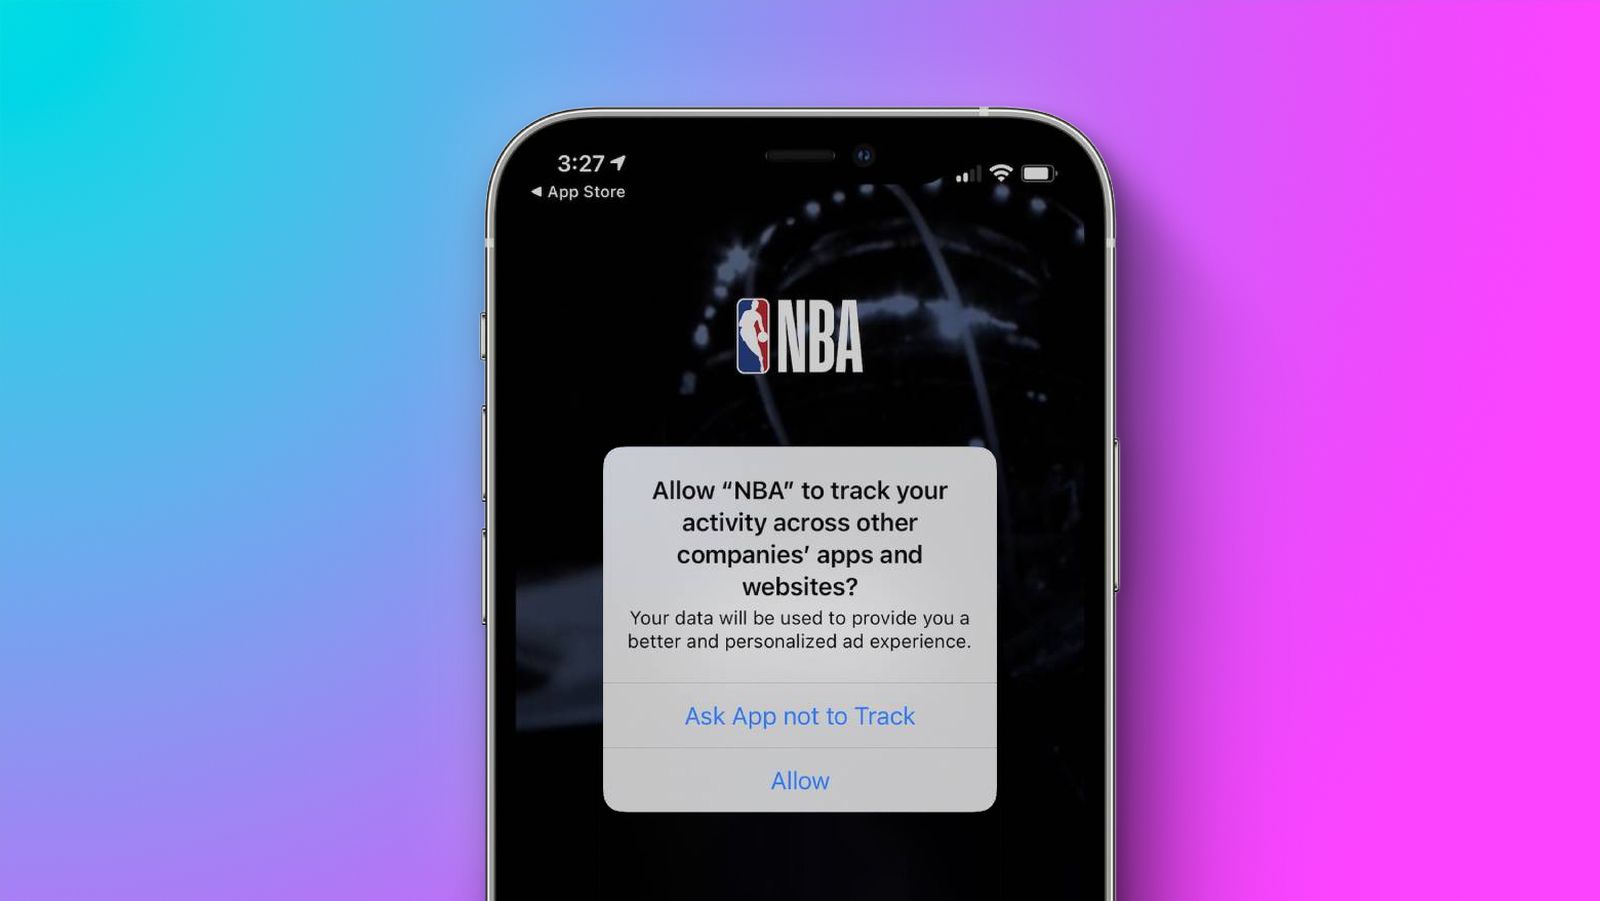 3:27
◀ App Store
NBA
Allow “NBA” to track your
activity across other
companies’ apps and
websites?
Your data will be used to provide you a
better and personalized ad experience.
Ask App not to Track
Allow